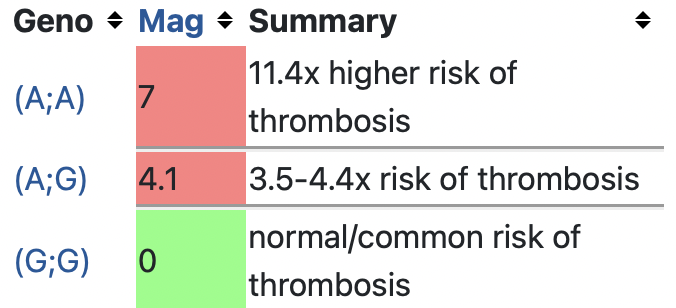 Geno Mag Summary
(A;A) 7 11.4x higher risk of
thrombosis
(A;G) 4.1 3.5-4.4x risk of thrombosis
(G;G) 0 normal/common risk of
thrombosis